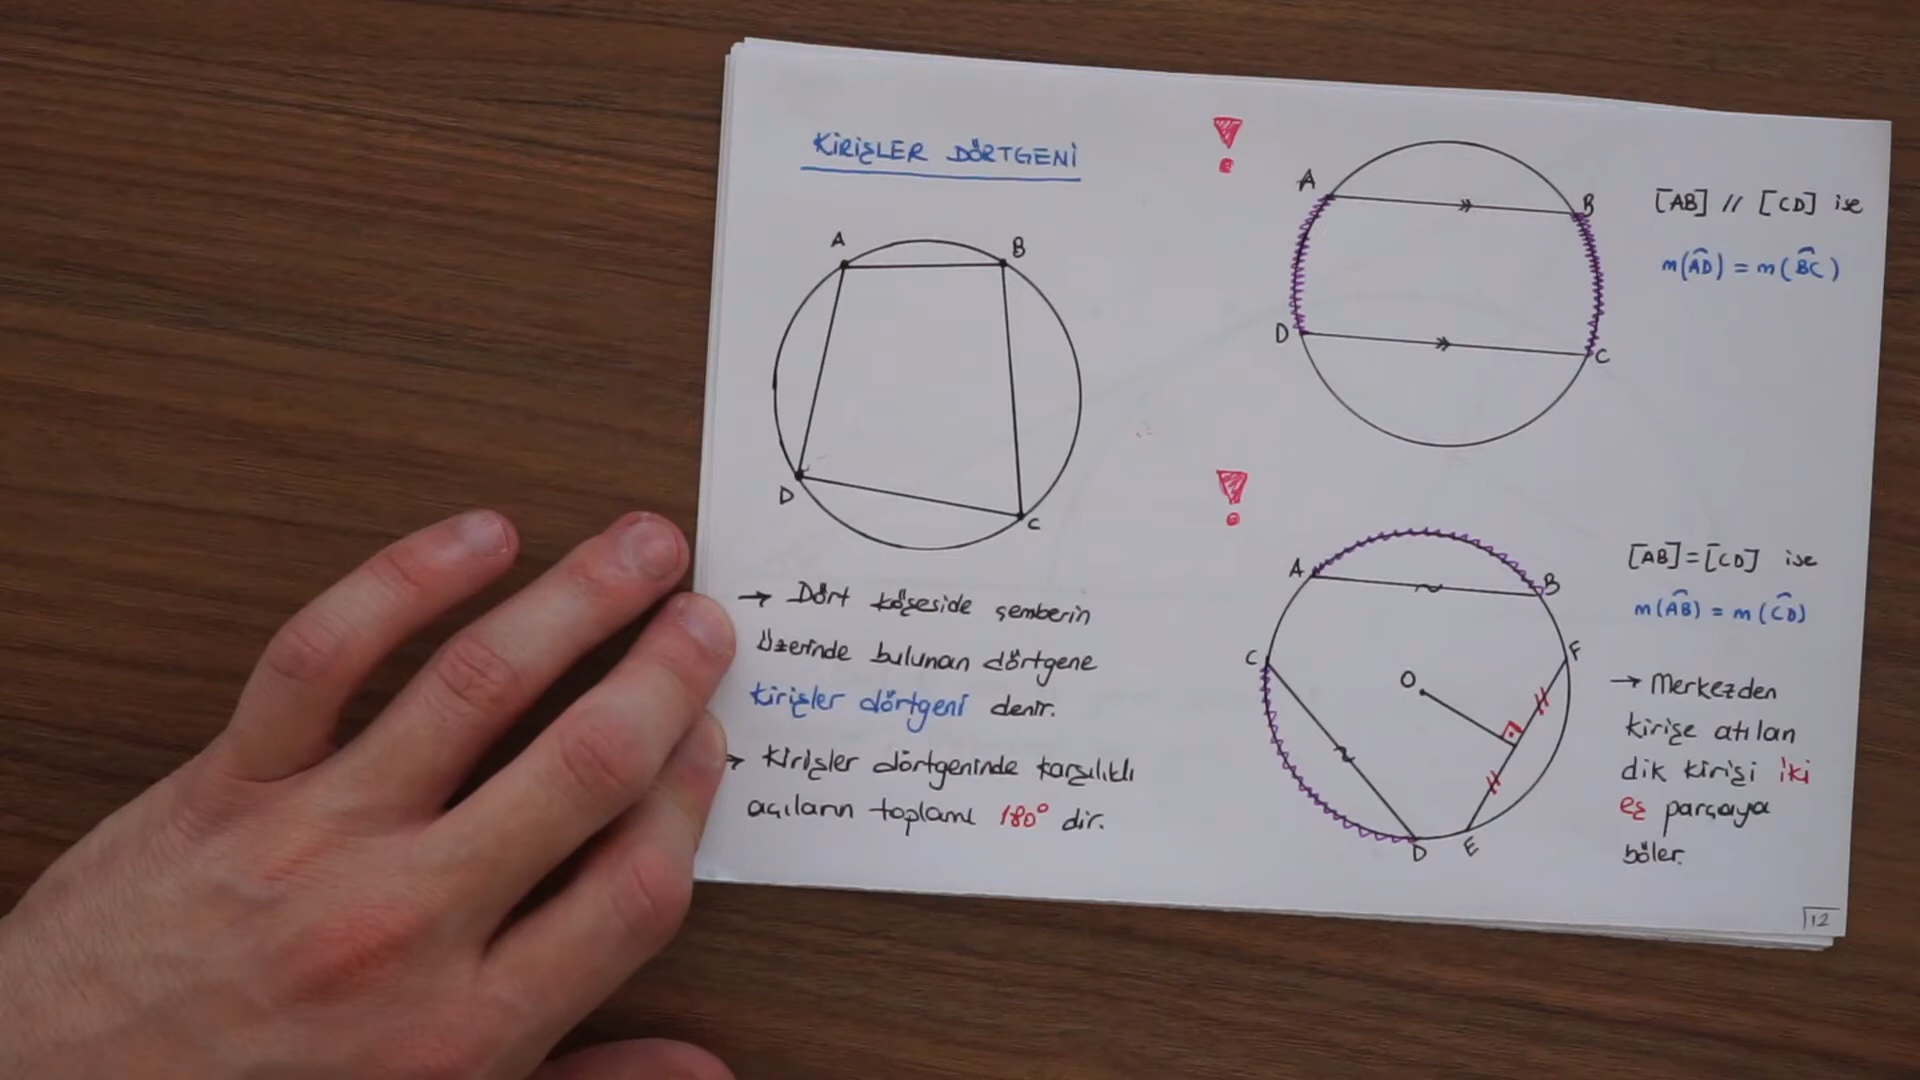 KİRİŞLER DÖRTGENİ
A
B
D
C
→ Dört köşeside çemberin
üzerinde bulunan dörtgene
kirişler dörtgeni denir.
→ Kirişler dörtgeninde karşılıklı
açıların toplamı 180° dir.
!
A
B
D
C
[AB] // [CD] ise
m(AD) = m(BC)
!
A
B
C
F
O
D
E
[AB]=[CD] ise
m(AB) = m(CD)
→ Merkezden
kirişe atılan
dik kirişi iki
eş parçaya
böler.
12